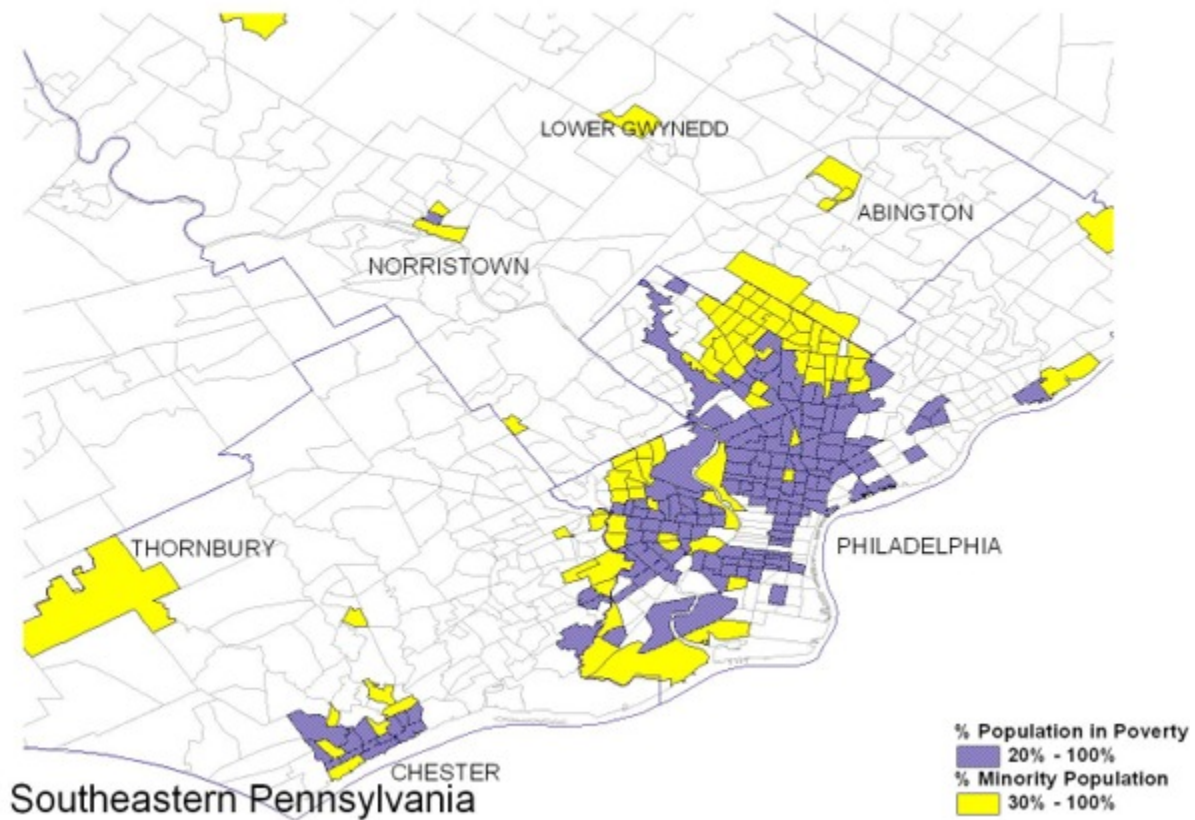 LOWER GWYNEDD
ABINGTON
NORRISTOWN
THORNBURY
PHILADELPHIA
CHESTER
Southeastern Pennsylvania
% Population in Poverty
20% - 100%
% Minority Population
30% - 100%